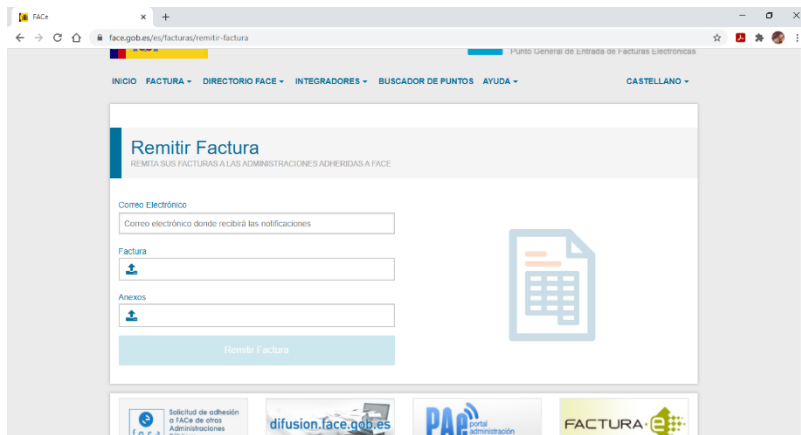 FACe
face.gob.es/es/facturas/remitir-factura
Punto General de Entrada de Facturas Electrónicas
INICIO FACTURA DIRECTORIO FACE INTEGRADORES BUSCADOR DE PUNTOS AYUDA CASTELLANO
Remitir Factura
REMITA SUS FACTURAS A LAS ADMINISTRACIONES ADHERIDAS A FACE
Correo Electrónico
Correo electrónico donde recibirá las notificaciones
Factura
Anexos
Remitir Factura
Solicitud de adhesión
a FACe de otros
Administraciones
difusion.face.gob.es
PAe portal
administración
FACTURA e